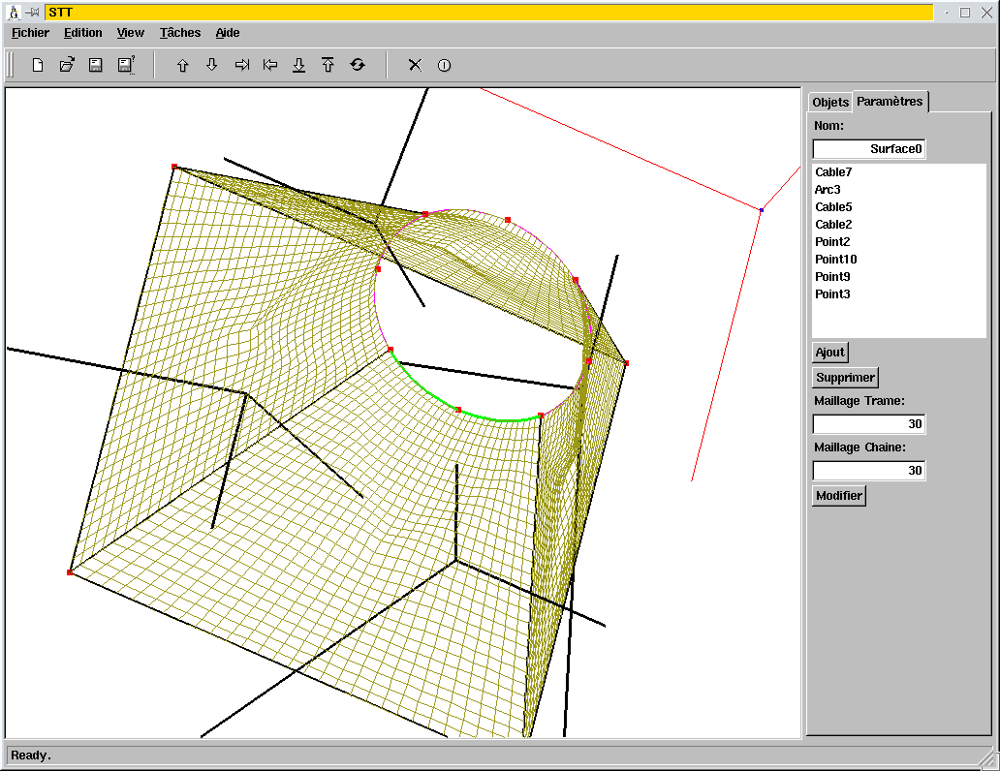 STT
Fichier Edition View Tâches Aide
Objets Paramètres
Nom:
Surface0
Cable7
Arc3
Cable5
Cable2
Point2
Point10
Point9
Point3
Ajout
Supprimer
Maillage Trame:
30
Maillage Chaine:
30
Modifier
Ready.